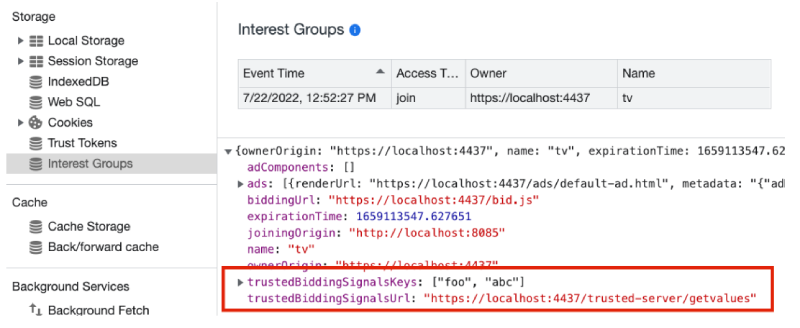 Storage
Local Storage
Session Storage
IndexedDB
Web SQL
Cookies
Trust Tokens
Interest Groups
Cache
Cache Storage
Back/forward cache
Background Services
Background Fetch
Interest Groups
Event Time Access T... Owner Name
7/22/2022, 12:52:27 PM join https://localhost:4437 tv
{ownerOrigin: "https://localhost:4437", name: "tv", expirationTime: 1659113547.62
adComponents: []
ads: [{renderUrl: "https://localhost:4437/ads/default-ad.html", metadata: "{"ad
biddingUrl: "https://localhost:4437/bid.js"
expirationTime: 1659113547.627651
joiningOrigin: "http://localhost:8085"
name: "tv"
ownerOrigin: "https://localhost:4437"
trustedBiddingSignalsKeys: ["foo", "abc"]
trustedBiddingSignalsUrl: "https://localhost:4437/trusted-server/getvalues"